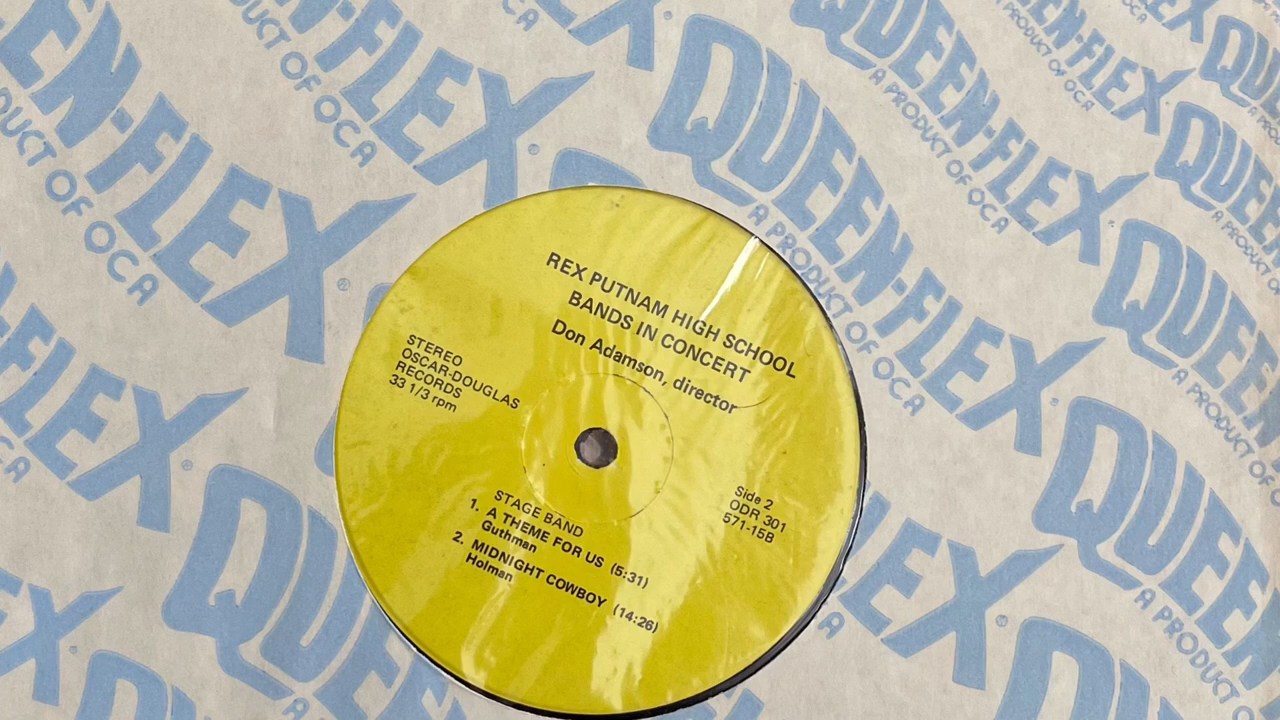 REX PUTNAM HIGH SCHOOL
BANDS IN CONCERT
Don Adamson, director
STEREO
OSCAR-DOUGLAS
RECORDS
33 1/3 rpm
Side 2
ODR 301
571-15B
STAGE BAND
1. A THEME FOR US (5:31)
Guthman
2. MIDNIGHT COWBOY (14:26)
Holman
QUEEN-FLEX®
A PRODUCT OF OCA